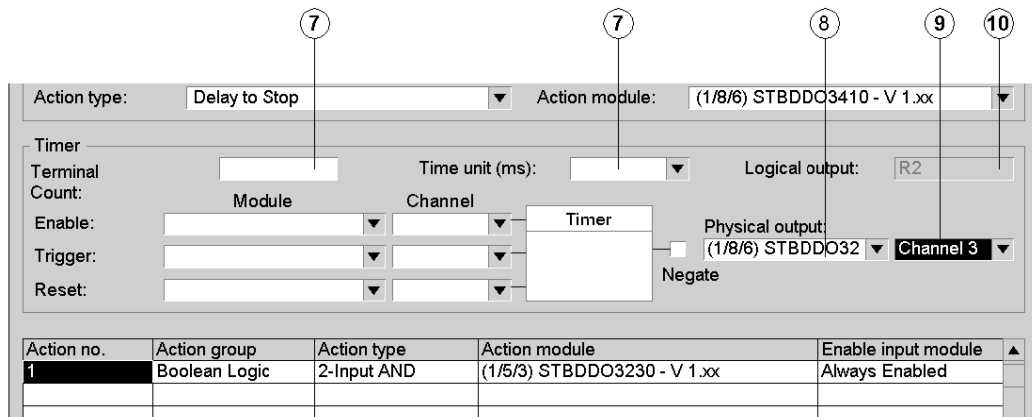 7 7 8 9 10
Action type: Delay to Stop Action module: (1/8/6) STBDDO3410 - V 1.xx
Timer
Terminal Count: Time unit (ms): Logical output: R2
Module Channel
Enable: Timer Physical output:
Trigger: (1/8/6) STBDDO32 Channel 3
Negate
Reset:
Action no. Action group Action type Action module Enable input module
1 Boolean Logic 2-Input AND (1/5/3) STBDDO3230 - V 1.xx Always Enabled